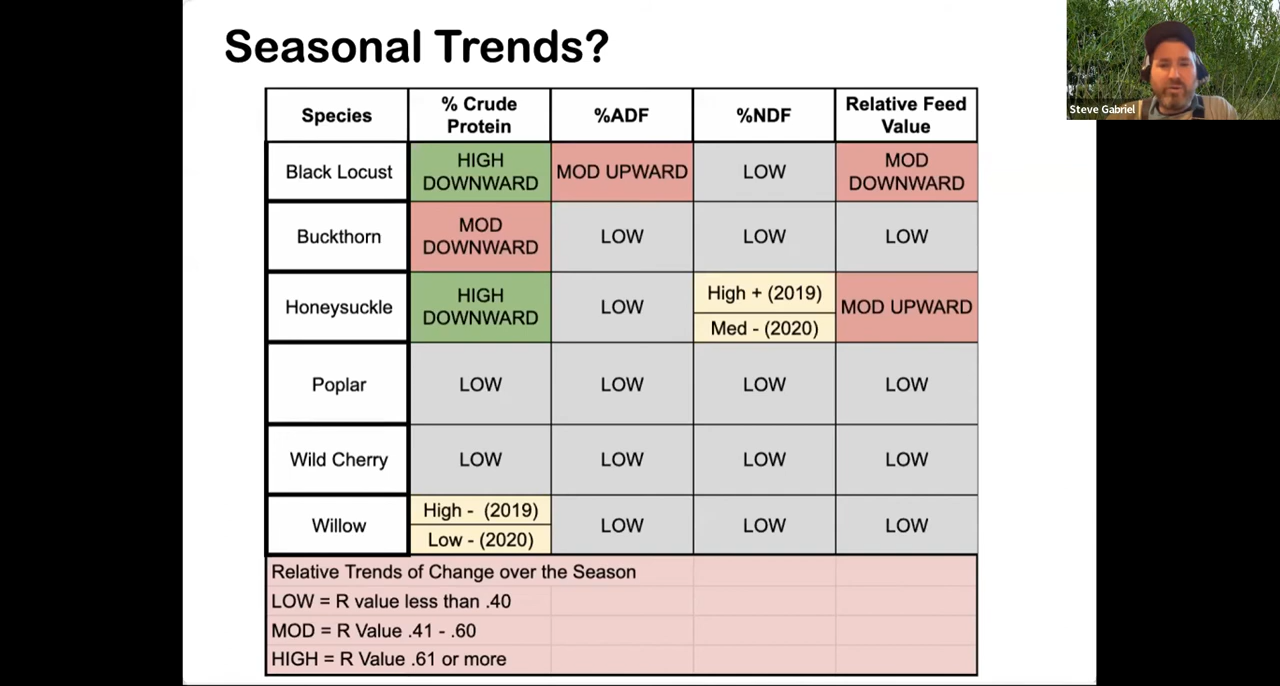 Seasonal Trends?
Steve Gabriel
Species
% Crude
Protein
%ADF
%NDF
Relative Feed
Value
Black Locust
HIGH
DOWNWARD
MOD UPWARD
LOW
MOD
DOWNWARD
Buckthorn
MOD
DOWNWARD
LOW
LOW
LOW
Honeysuckle
HIGH
DOWNWARD
LOW
High + (2019)
Med - (2020)
MOD UPWARD
Poplar
LOW
LOW
LOW
LOW
Wild Cherry
LOW
LOW
LOW
LOW
Willow
High - (2019)
Low - (2020)
LOW
LOW
LOW
Relative Trends of Change over the Season
LOW = R value less than .40
MOD = R Value .41 - .60
HIGH = R Value .61 or more